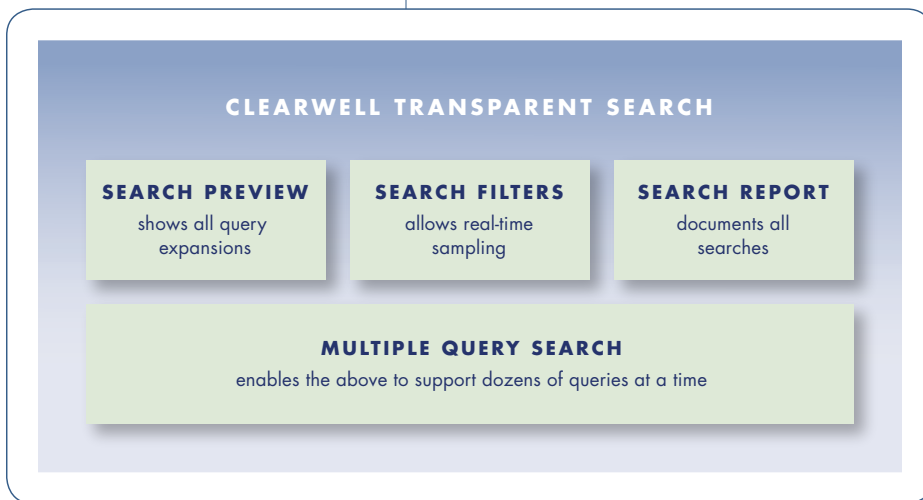 CLEARWELL TRANSPARENT SEARCH
SEARCH PREVIEW
shows all query
expansions
SEARCH FILTERS
allows real-time
sampling
SEARCH REPORT
documents all
searches
MULTIPLE QUERY SEARCH
enables the above to support dozens of queries at a time